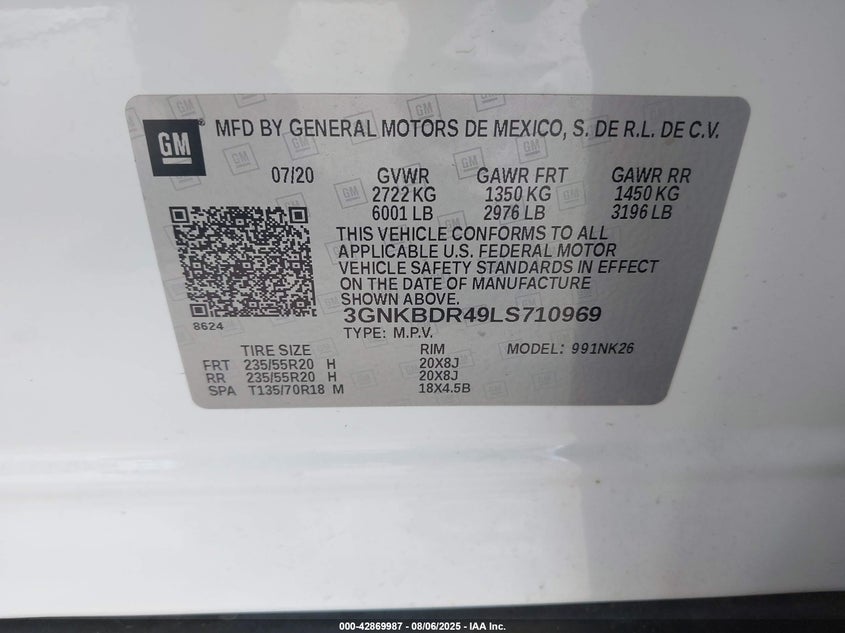 GM
MFD BY GENERAL MOTORS DE MEXICO, S. DE R.L. DE C.V.
07/20 GVWR GAWR FRT GAWR RR
2722 KG 1350 KG 1450 KG
6001 LB 2976 LB 3196 LB
THIS VEHICLE CONFORMS TO ALL
APPLICABLE U.S. FEDERAL MOTOR
VEHICLE SAFETY STANDARDS IN EFFECT
ON THE DATE OF MANUFACTURE
SHOWN ABOVE.
3GNKBDR49LS710969
8624
TYPE: M.P.V.
TIRE SIZE RIM MODEL: 991NK26
FRT 235/55R20 H 20X8J
RR 235/55R20 H 20X8J
SPA T135/70R18 M 18X4.5B
000-42869987 - 08/06/2025 - IAA Inc.